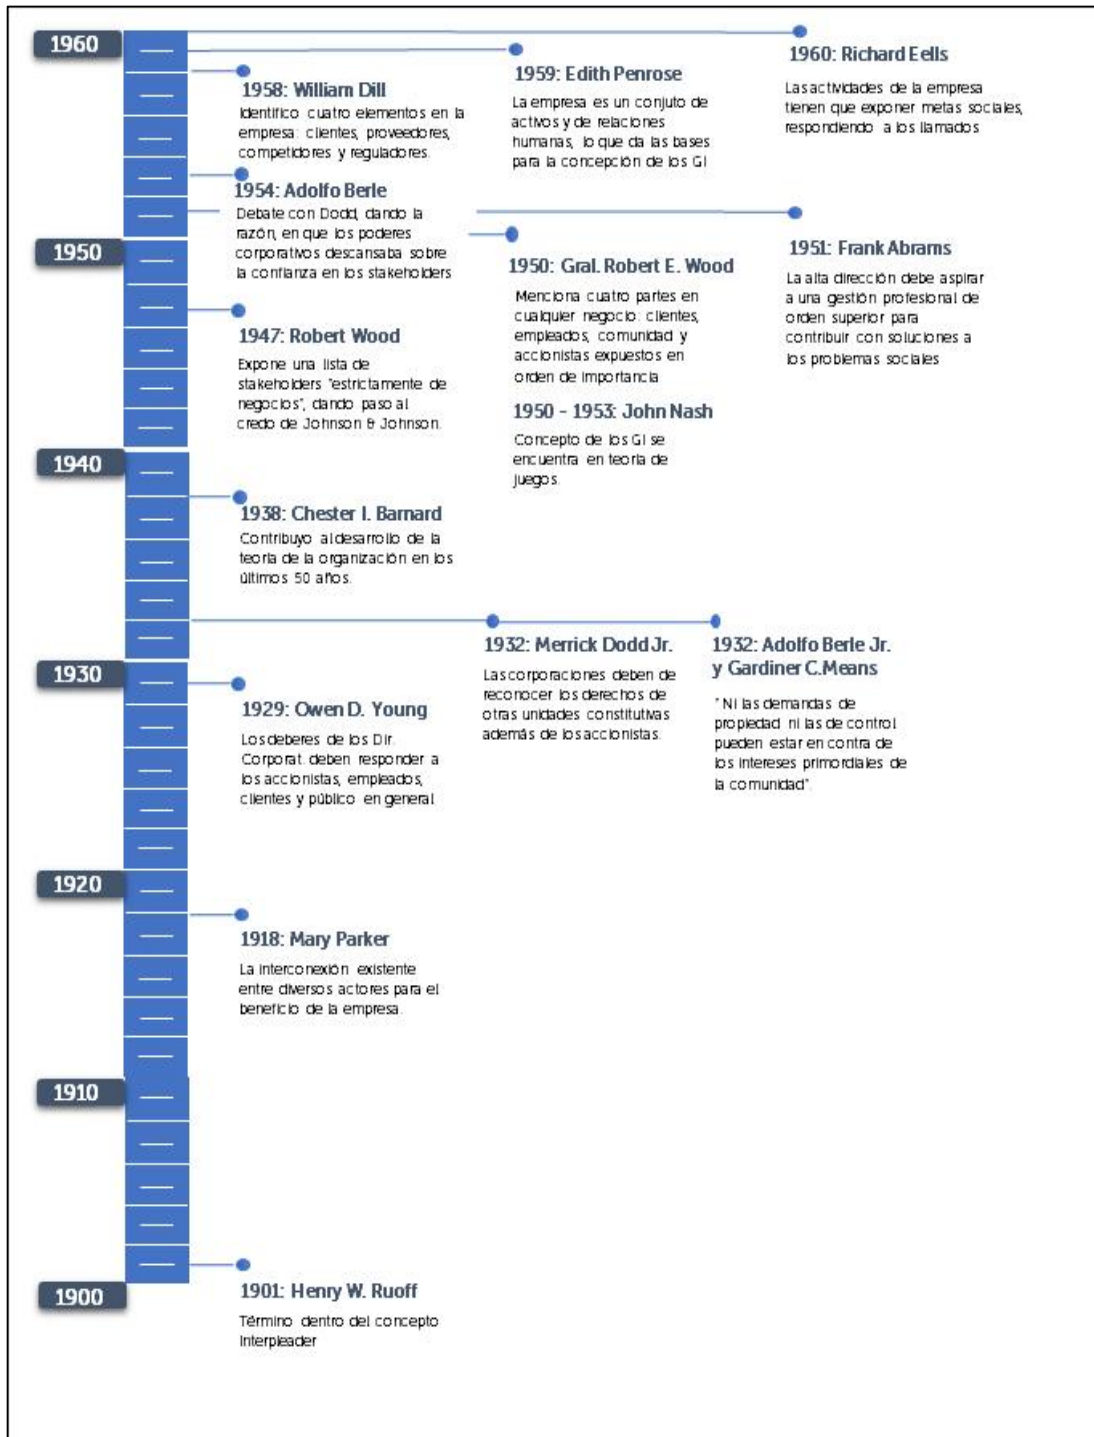 1960
1960: Richard Eells
Las actividades de la empresa
tienen que exponer metas sociales,
respondiendo a los llamados
1959: Edith Penrose
La empresa es un conjuto de
activos y de relaciones
humanas, lo que da las bases
para la concepción de los GI
1958: William Dill
Identifico cuatro elementos en la
empresa: clientes, proveedores,
competidores y reguladores.
1954: Adolfo Berle
Debate con Dodd, dando la
razón, en que los poderes
corporativos descansaba sobre
la confianza en los stakeholders
1950
1951: Frank Abrams
La alta dirección debe aspirar
a una gestión profesional de
orden superior para
contribuir con soluciones a
los problemas sociales
1950: Gral. Robert E. Wood
Menciona cuatro partes en
cualquier negocio: clientes,
empleados, comunidad y
accionistas expuestos en
orden de importancia
1950 - 1953: John Nash
Concepto de los GI se
encuentra en teoría de
juegos.
1947: Robert Wood
Expone una lista de
stakeholders "estrictamente de
negocios", dando paso al
credo de Johnson & Johnson.
1940
1938: Chester I. Barnard
Contribuyo al desarrollo de la
teoría de la organización en los
últimos 50 años.
1932: Merrick Dodd Jr.
Las corporaciones deben de
reconocer los derechos de
otras unidades constitutivas
además de los accionistas.
1932: Adolfo Berle Jr.
y Gardiner C.Means
"Ni las demandas de
propiedad ni las de control
pueden estar en contra de
los intereses primordiales de
la comunidad".
1930
1929: Owen D. Young
Los deberes de los Dir.
Corporat. deben responder a
los accionistas, empleados,
clientes y público en general
1920
1918: Mary Parker
La interconexión existente
entre diversos actores para el
beneficio de la empresa.
1910
1900
1901: Henry W. Ruoff
Término dentro del concepto
Interpleader